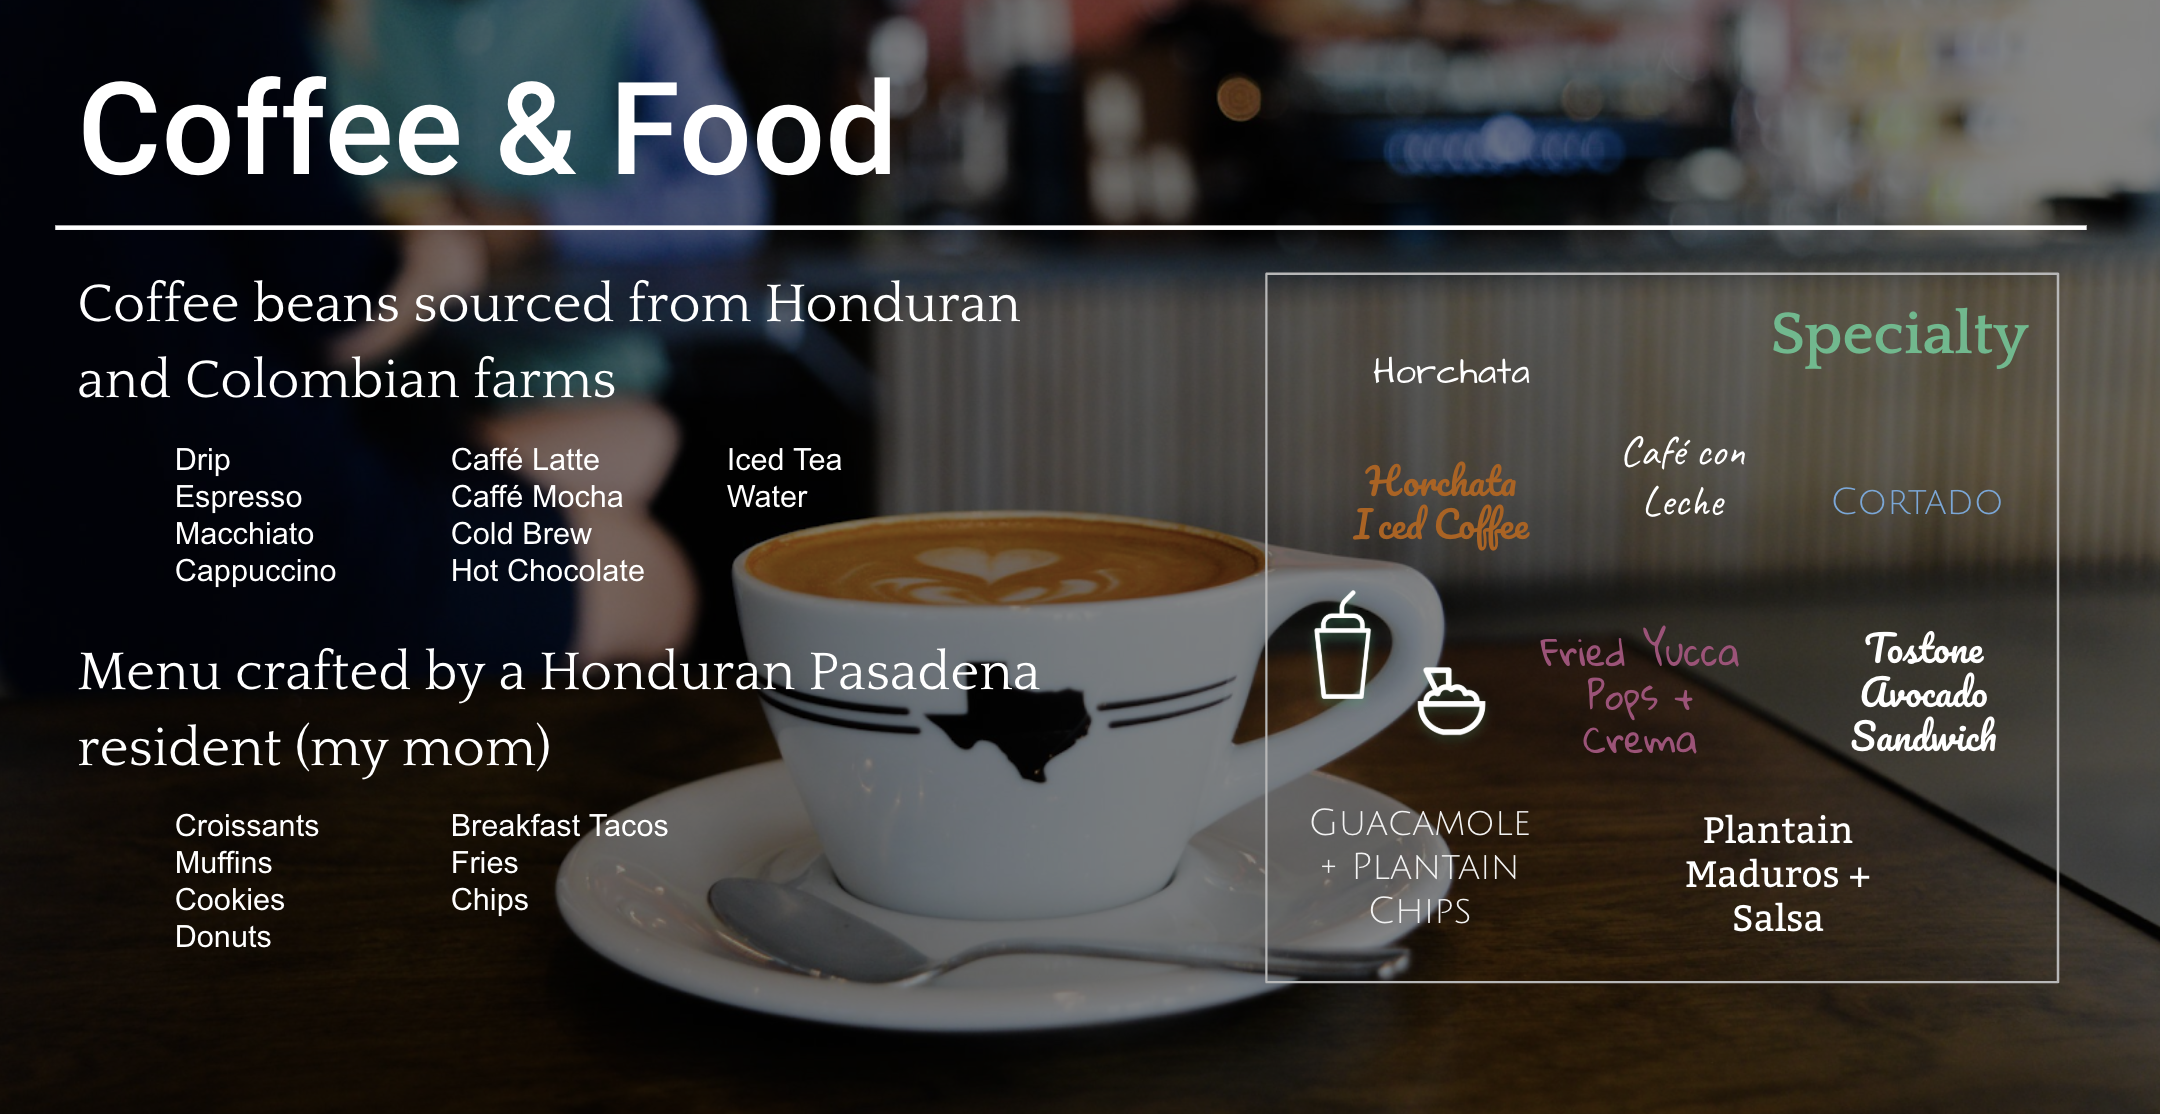 Coffee & Food
Coffee beans sourced from Honduran
and Colombian farms
Drip
Espresso
Macchiato
Cappuccino
Caffé Latte
Caffé Mocha
Cold Brew
Hot Chocolate
Iced Tea
Water
Menu crafted by a Honduran Pasadena
resident (my mom)
Croissants
Muffins
Cookies
Donuts
Breakfast Tacos
Fries
Chips
Specialty
Horchata
Horchata
Iced Coffee
Café con
Leche
CORTADO
Fried Yucca
Pops +
Crema
Tostone
Avocado
Sandwich
GUACAMOLE
+ PLANTAIN
CHIPS
Plantain
Maduros +
Salsa